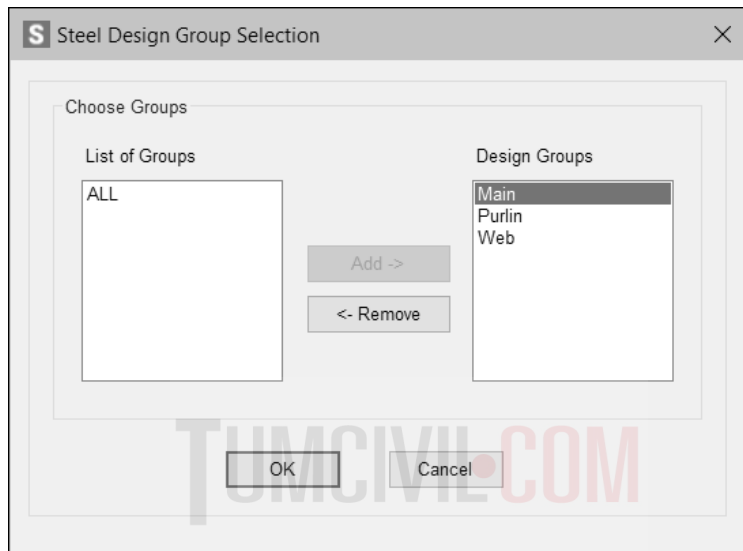 S Steel Design Group Selection
Choose Groups
List of Groups
Design Groups
ALL
Main
Purlin
Web
Add ->
<- Remove
OK
Cancel
TUMCIVIL.COM